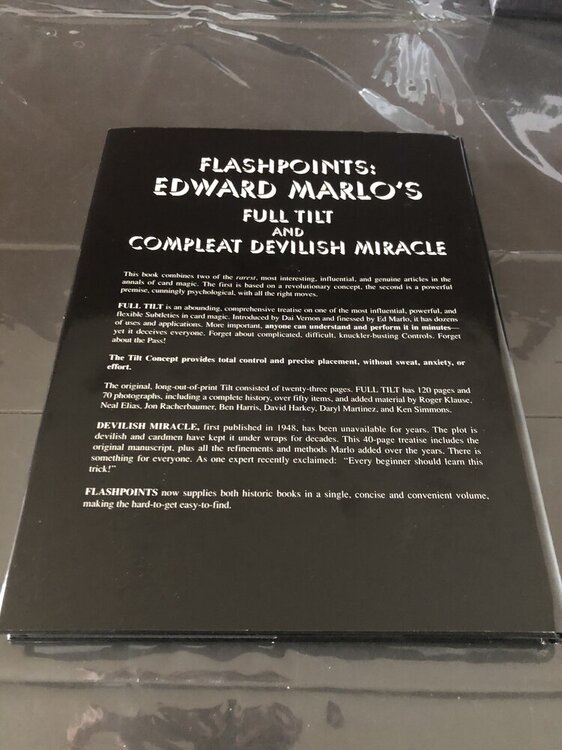 FLASHPOINTS:
EDWARD MARLO'S
FULL TILT
AND
COMPLEAT DEVILISH MIRACLE
This book combines two of the rarest, most interesting, influential, and genuine articles in the
annals of card magic. The first is based on a revolutionary concept, the second is a powerful
premise, cunningly psychological, with all the right moves.
FULL TILT is an abounding, comprehensive treatise on one of the most influential, powerful, and
flexible Subtleties in card magic. Introduced by Dai Vernon and finessed by Ed Marlo, it has dozens
of uses and applications. More important, anyone can understand and perform it in minutes—
yet it deceives everyone. Forget about complicated, difficult, knuckler-busting Controls. Forget
about the Pass!
The Tilt Concept provides total control and precise placement, without sweat, anxiety, or
effort.
The original, long-out-of-print Tilt consisted of twenty-three pages. FULL TILT has 120 pages and
70 photographs, including a complete history, over fifty items, and added material by Roger Klause,
Neal Elias, Jon Racherbaumer, Ben Harris, David Harkey, Daryl Martinez, and Ken Simmons.
DEVILISH MIRACLE, first published in 1948, has been unavailable for years. The plot is
devilish and cardmen have kept it under wraps for decades. This 40-page treatise includes the
original manuscript, plus all the refinements and methods Marlo added over the years. There is
something for everyone. As one expert recently exclaimed: "Every beginner should learn this
trick!"
FLASHPOINTS now supplies both historic books in a single, concise and convenient volume,
making the hard-to-get easy-to-find.